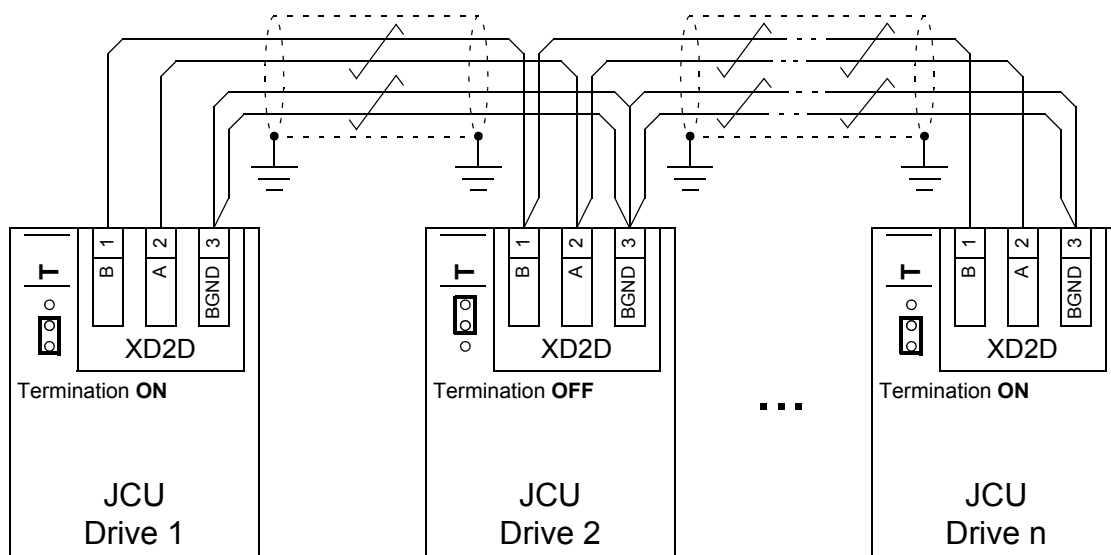 1 2 3
T B A BGND
XD2D
Termination ON
JCU
Drive 1
1 2 3
T B A BGND
XD2D
Termination OFF
JCU
Drive 2
...
1 2 3
T B A BGND
XD2D
Termination ON
JCU
Drive n